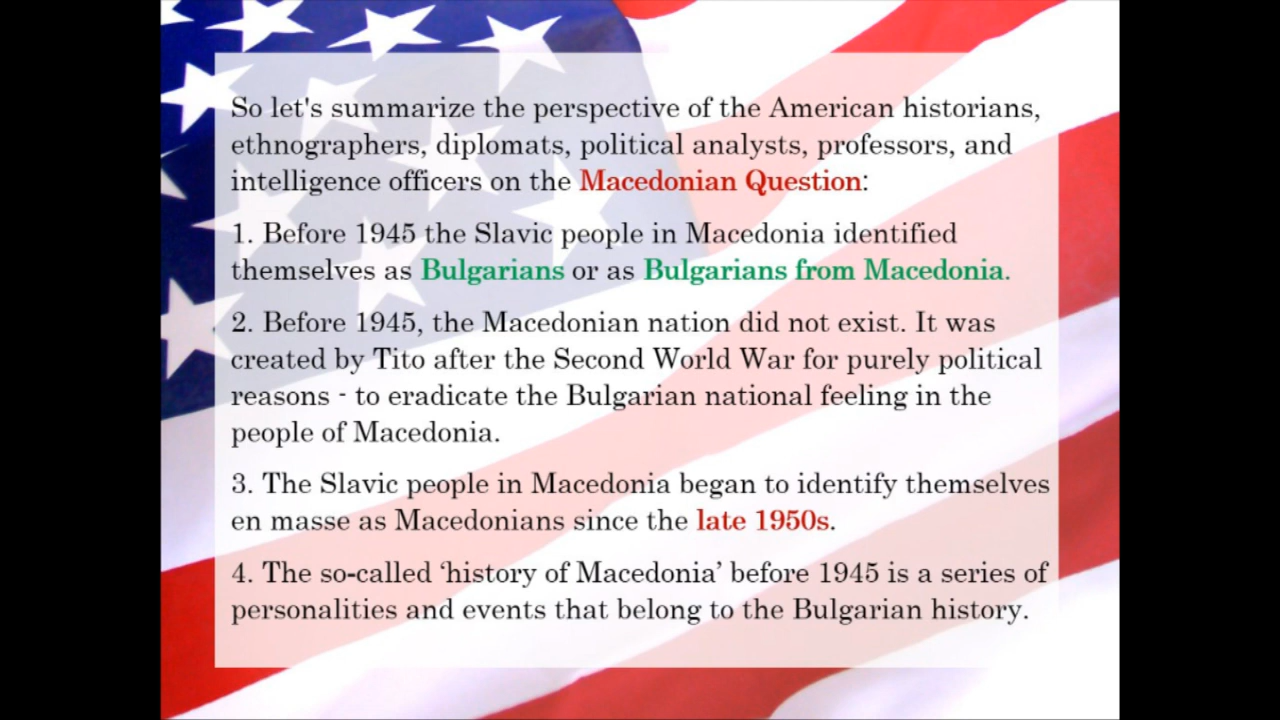 So let's summarize the perspective of the American historians,
ethnographers, diplomats, political analysts, professors, and
intelligence officers on the Macedonian Question:
1. Before 1945 the Slavic people in Macedonia identified
themselves as Bulgarians or as Bulgarians from Macedonia.
2. Before 1945, the Macedonian nation did not exist. It was
created by Tito after the Second World War for purely political
reasons - to eradicate the Bulgarian national feeling in the
people of Macedonia.
3. The Slavic people in Macedonia began to identify themselves
en masse as Macedonians since the late 1950s.
4. The so-called ‘history of Macedonia’ before 1945 is a series of
personalities and events that belong to the Bulgarian history.